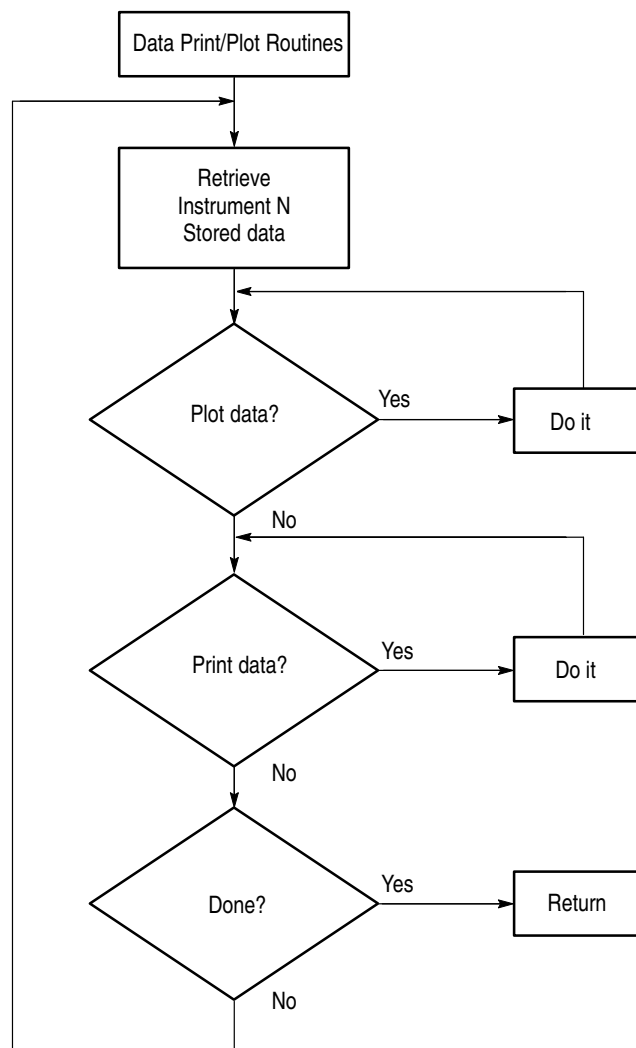 Data Print/Plot Routines
Retrieve
Instrument N
Stored data
Plot data?
Yes
Do it
No
Print data?
Yes
Do it
No
Done?
Yes
Return
No